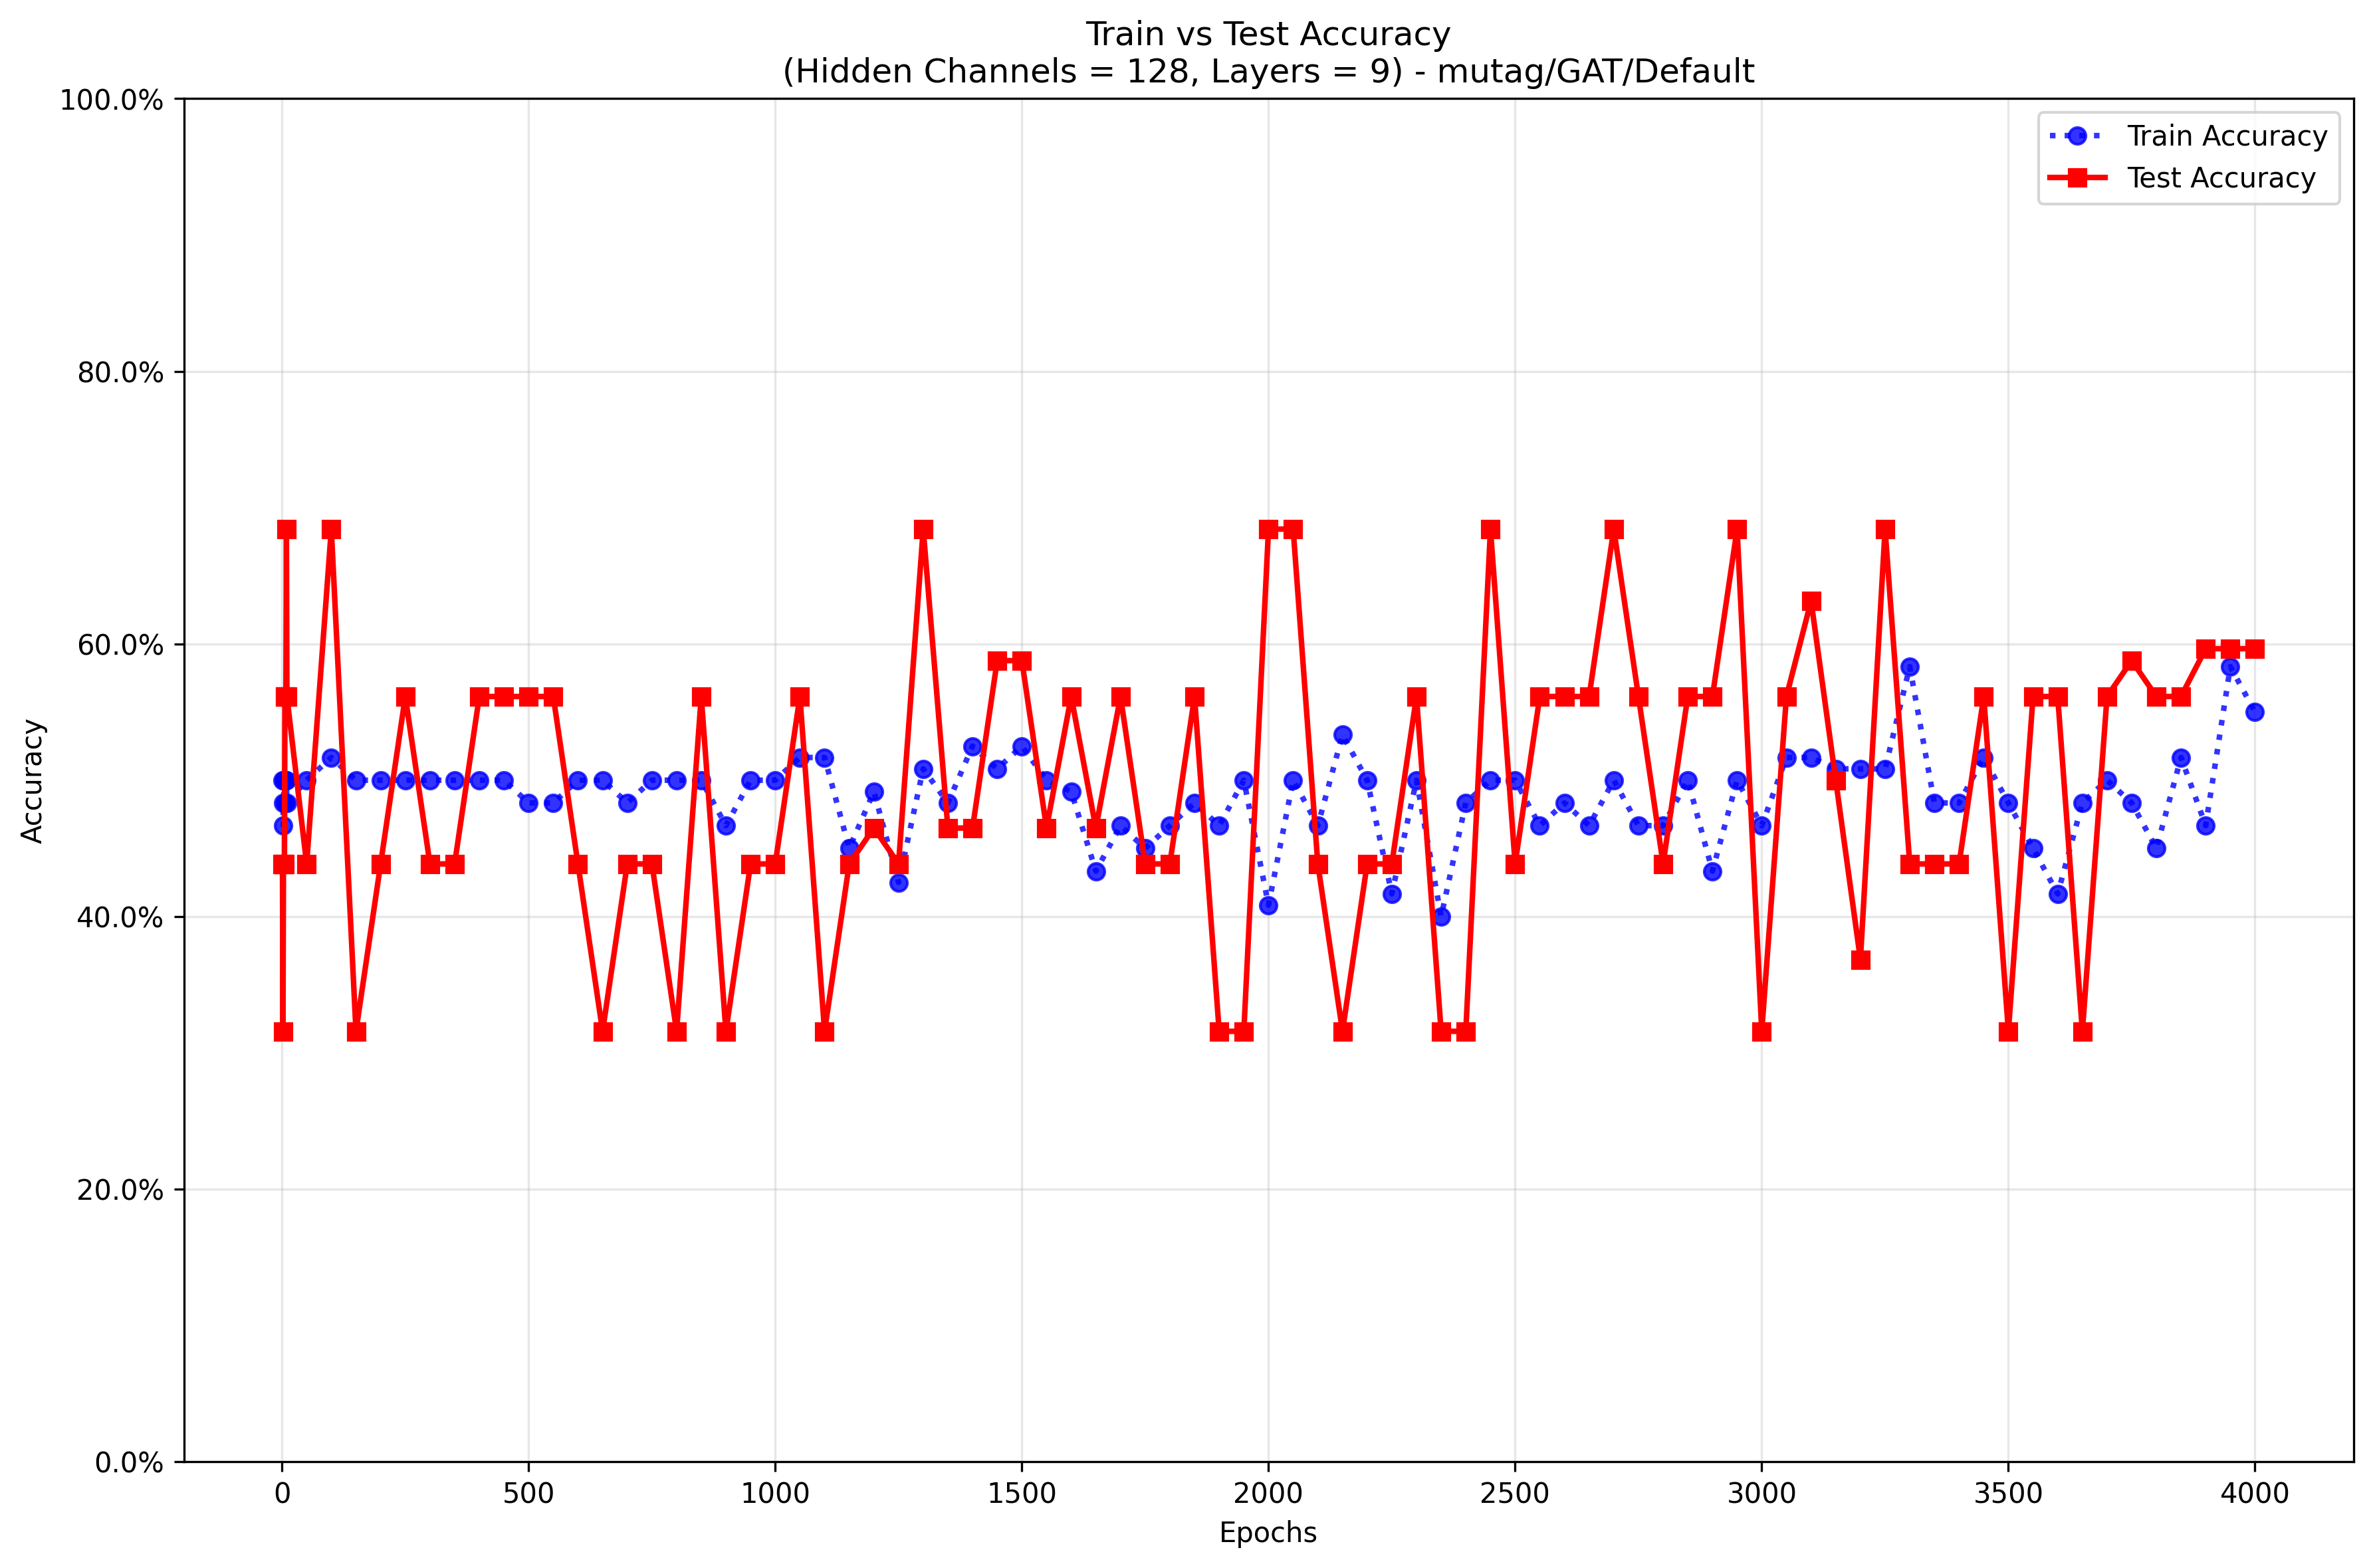 Train vs Test Accuracy
(Hidden Channels = 128, Layers = 9) - mutag/GAT/Default
100.0%
80.0%
60.0%
40.0%
20.0%
0.0%
Accuracy
Train Accuracy
Test Accuracy
0 500 1000 1500 2000 2500 3000 3500 4000
Epochs